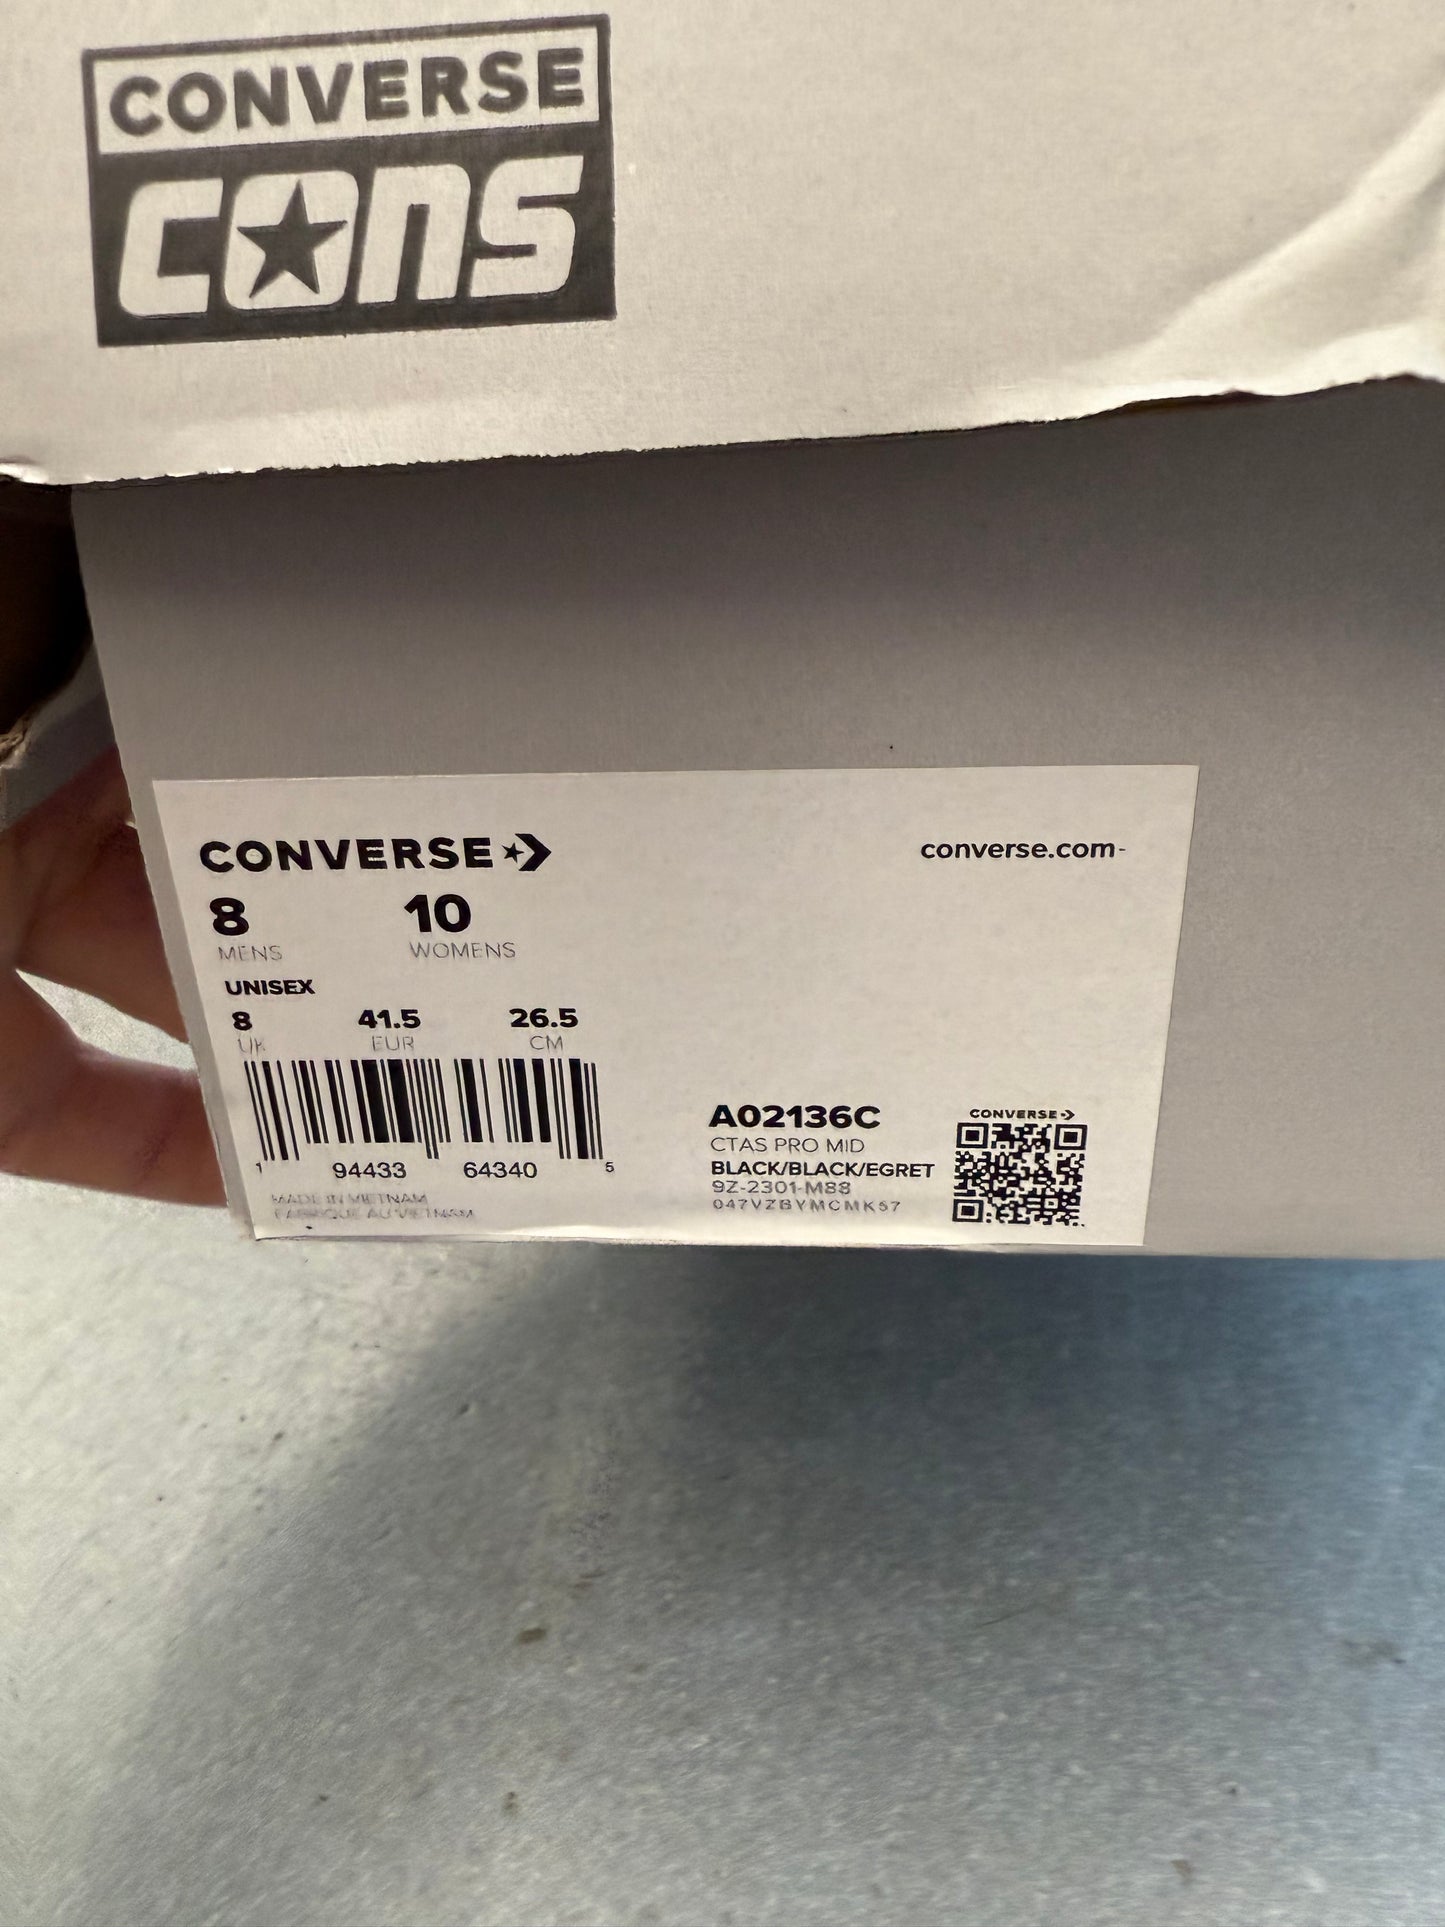 CONVERSE
CONS
CONVERSE
converse.com-
8 10
MENS WOMENS
UNISEX
8 41.5 26.5
UK EUR CM
1 94433 64340 5
MADE IN VIETNAM
FABRIQUE AU VIETNAM
A02136C
CTAS PRO MID
BLACK/BLACK/EGRET
9Z-2301-M88
047VZBYMCMK57
CONVERSE